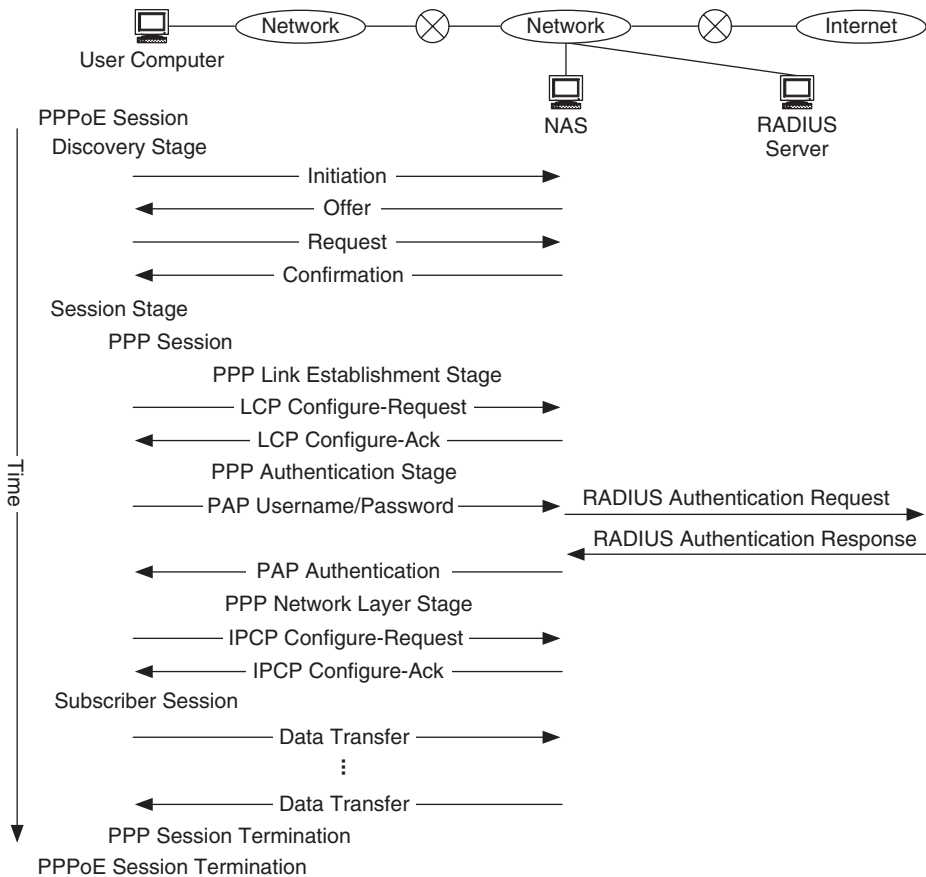 Network
Network
Internet
User Computer
NAS
RADIUS
Server
PPPoE Session
Discovery Stage
Initiation
Offer
Request
Confirmation
Session Stage
PPP Session
PPP Link Establishment Stage
LCP Configure-Request
LCP Configure-Ack
Time
PPP Authentication Stage
PAP Username/Password
RADIUS Authentication Request
RADIUS Authentication Response
PAP Authentication
PPP Network Layer Stage
IPCP Configure-Request
IPCP Configure-Ack
Subscriber Session
Data Transfer
Data Transfer
PPP Session Termination
PPPoE Session Termination